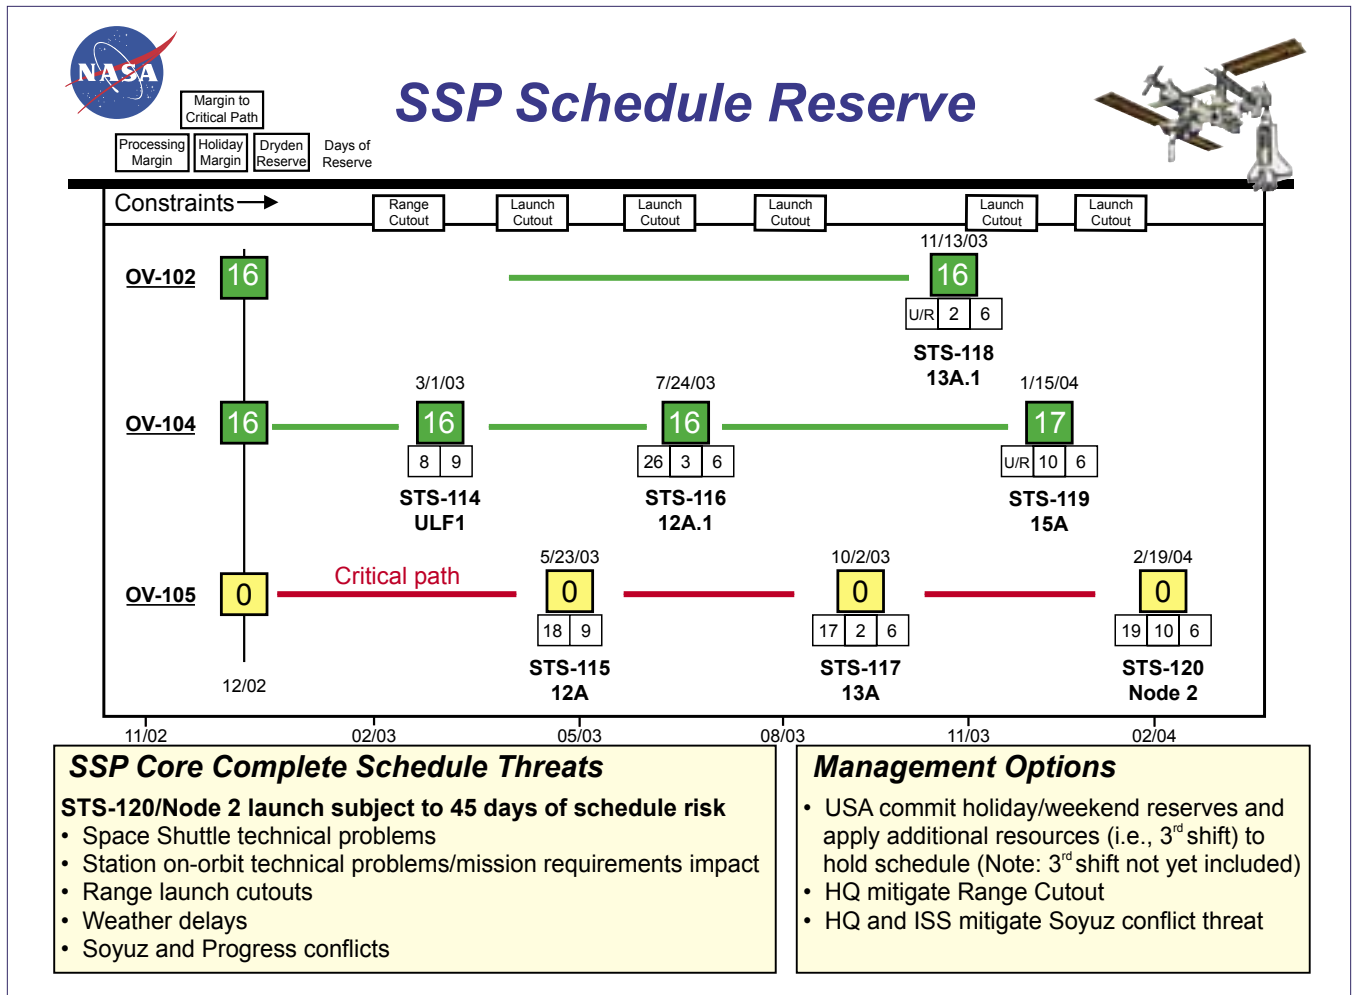 NASA
SSP Schedule Reserve
Margin to
Critical Path
Processing
Margin
Holiday
Margin
Dryden
Reserve
Days of
Reserve
Constraints
Range
Cutout
Launch
Cutout
Launch
Cutout
Launch
Cutout
Launch
Cutout
Launch
Cutout
OV-102
16
11/13/03
16
U/R 2 6
STS-118
13A.1
OV-104
16
3/1/03
16
8 9
STS-114
ULF1
7/24/03
16
26 3 6
STS-116
12A.1
1/15/04
17
U/R 10 6
STS-119
15A
OV-105
0
Critical path
5/23/03
0
18 9
STS-115
12A
10/2/03
0
17 2 6
STS-117
13A
2/19/04
0
19 10 6
STS-120
Node 2
12/02
11/02 02/03 05/03 08/03 11/03 02/04
SSP Core Complete Schedule Threats
STS-120/Node 2 launch subject to 45 days of schedule risk
• Space Shuttle technical problems
• Station on-orbit technical problems/mission requirements impact
• Range launch cutouts
• Weather delays
• Soyuz and Progress conflicts
Management Options
• USA commit holiday/weekend reserves and
apply additional resources (i.e., 3rd shift) to
hold schedule (Note: 3rd shift not yet included)
• HQ mitigate Range Cutout
• HQ and ISS mitigate Soyuz conflict threat